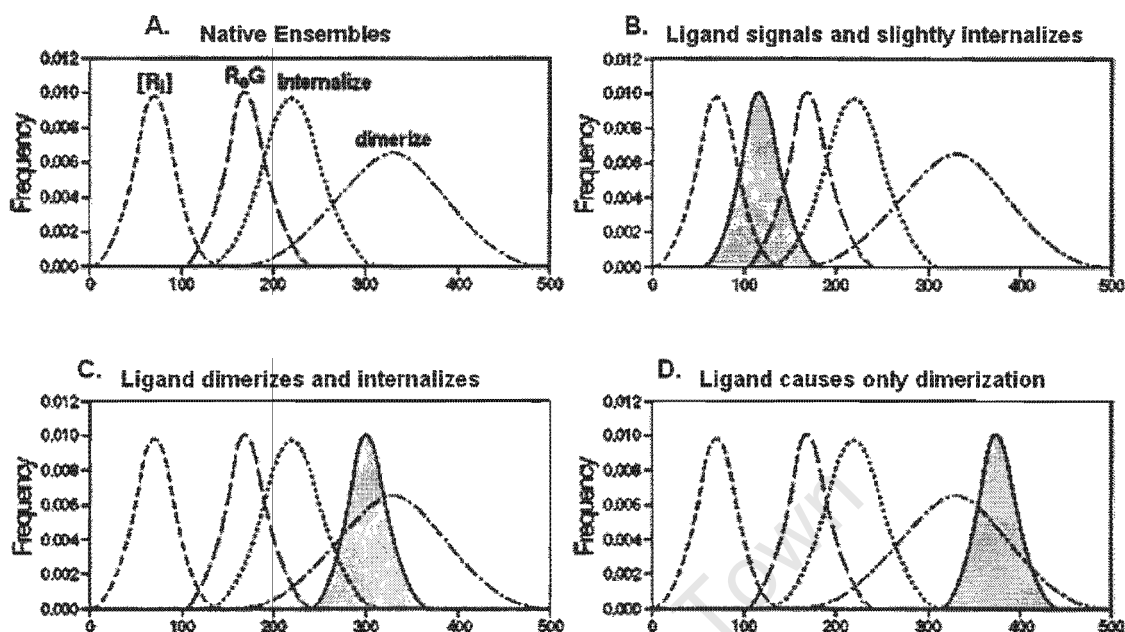 A. Native Ensembles
0.012
0.010
0.008
0.006
0.004
0.002
0.000
Frequency
[Ri]
RaG
internalize
dimerize
0 100 200 300 400 500
B. Ligand signals and slightly internalizes
0.012
0.010
0.008
0.006
0.004
0.002
0.000
Frequency
0 100 200 300 400 500
C. Ligand dimerizes and internalizes
0.012
0.010
0.008
0.006
0.004
0.002
0.000
Frequency
0 100 200 300 400 500
D. Ligand causes only dimerization
0.012
0.010
0.008
0.006
0.004
0.002
0.000
Frequency
0 100 200 300 400 500
Town